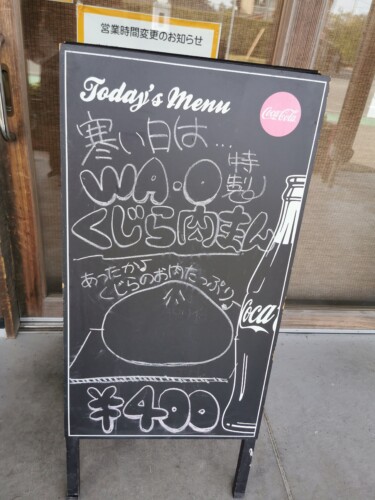 営業時間変更のお知らせ
Today's Menu
Coca-Cola
寒い日は...
WA・O 特製
くじら肉まん
あったか♪
くじらのお肉たっぷり♪
Coca
¥400